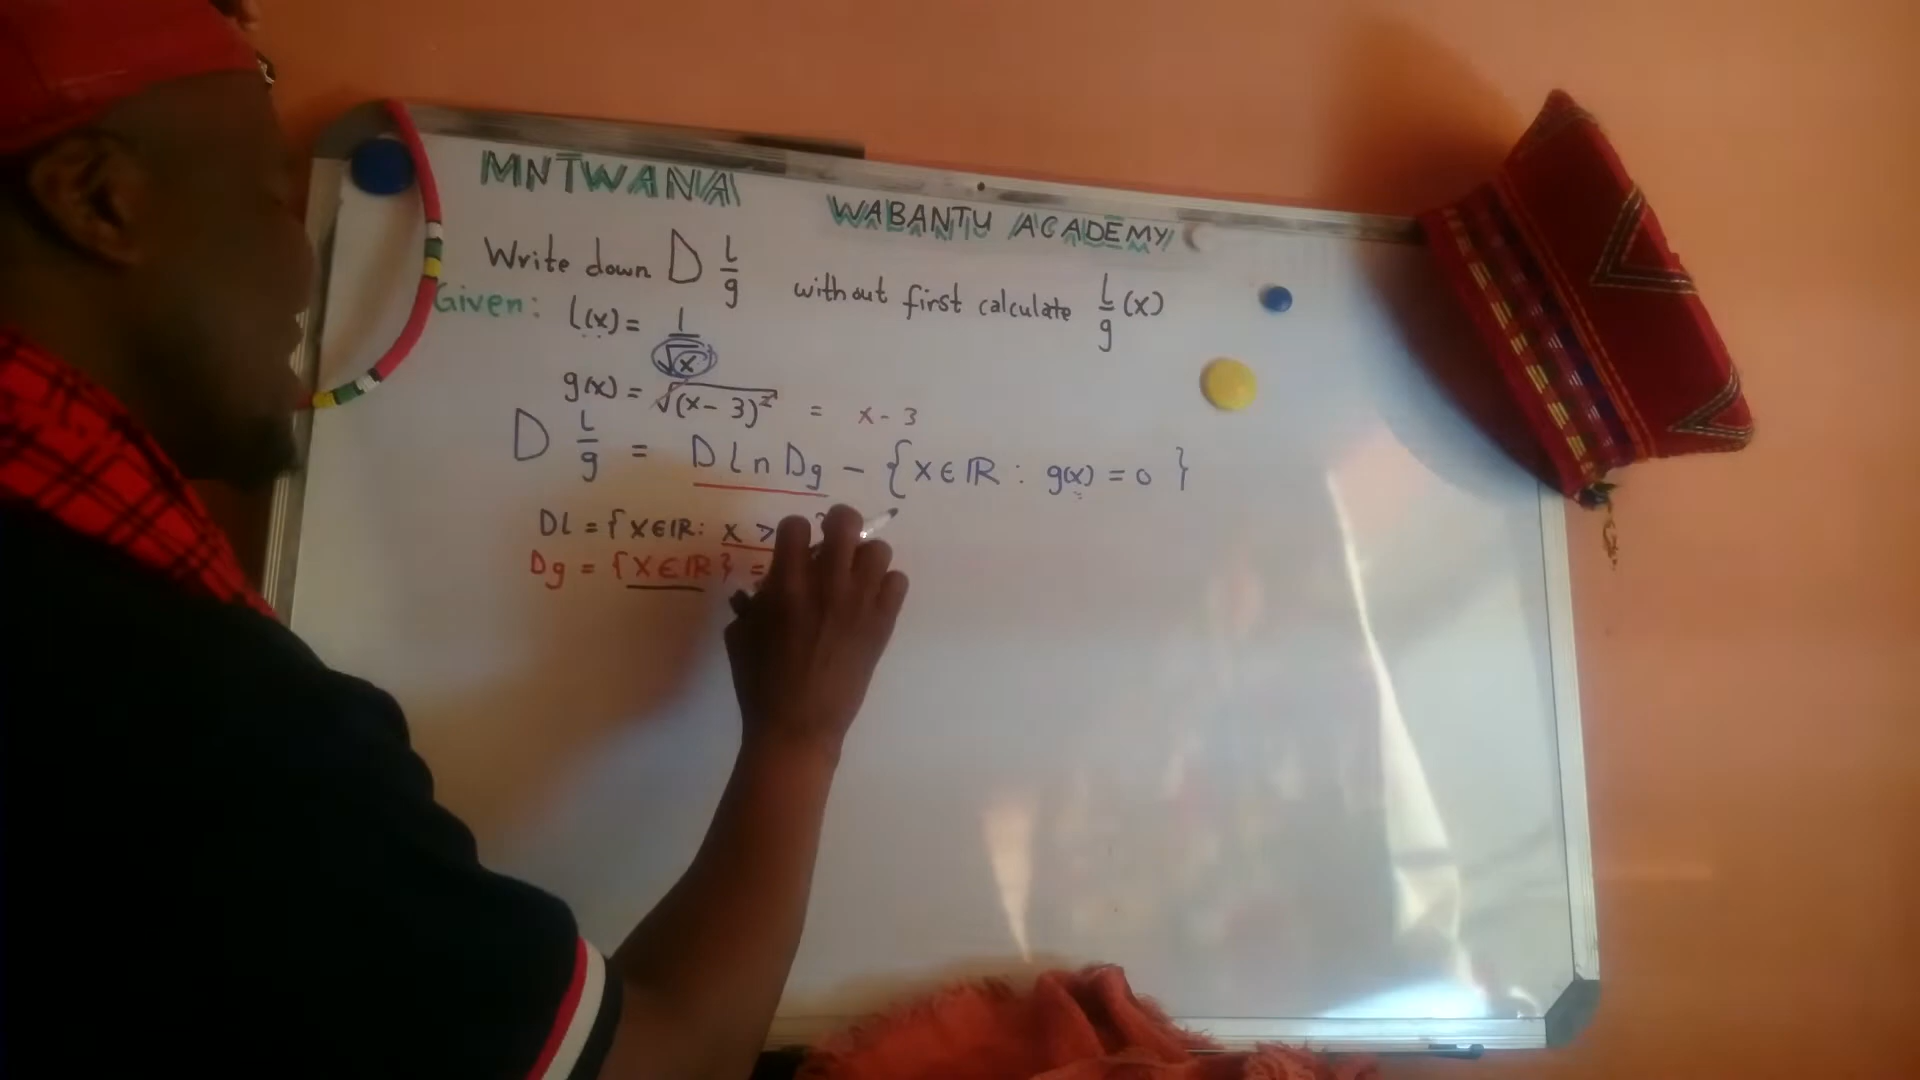 MNTWANA WABANTU ACADEMY
Write down D L/g without first calculate L/g (x)
Given: L(x) = 1/√x
g(x) = √(x-3)² = x-3
D L/g = DL ∩ Dg - {x∈ℝ : g(x) = 0}
DL = {x∈ℝ: x >
Dg = {x∈ℝ} =